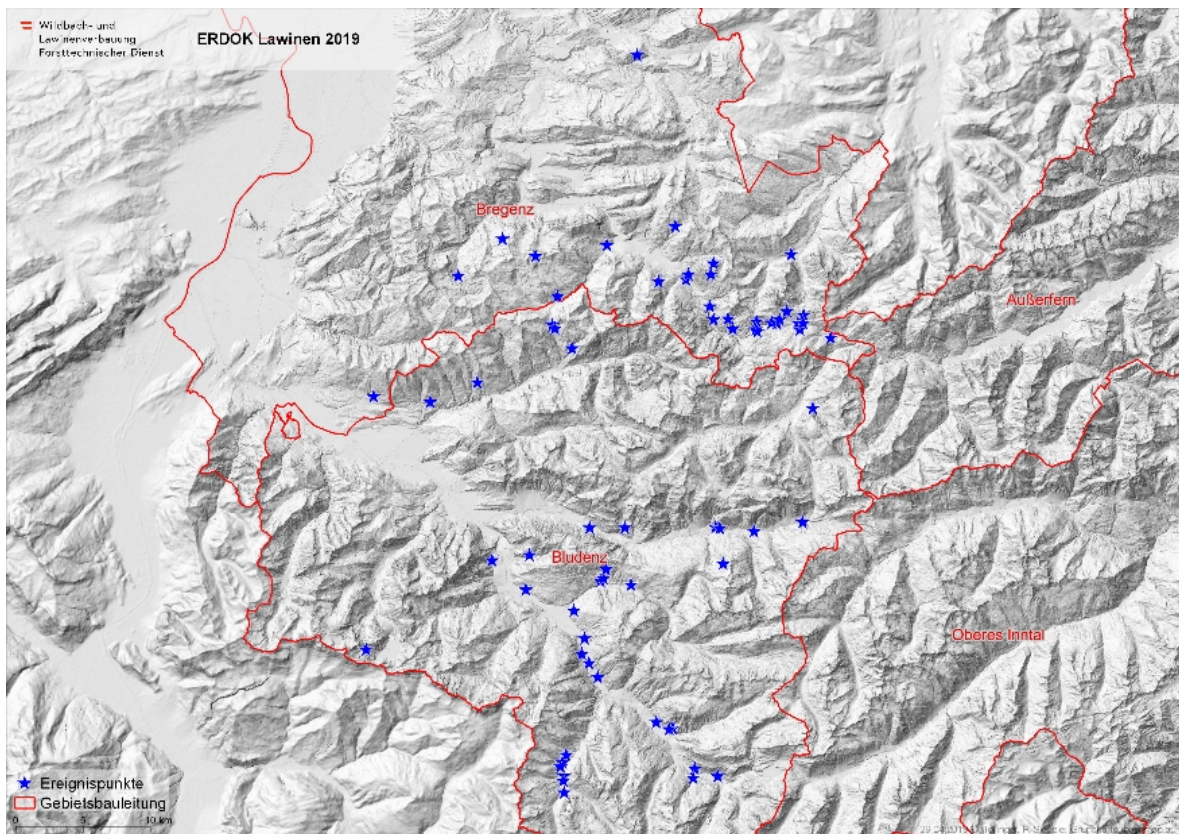 Wildbach- und
Lawinenverbauung
Forsttechnischer Dienst
ERDOK Lawinen 2019
Bregenz
Außerfern
Bludenz
Oberes Inntal
Ereignispunkte
Gebietsbauleitung
0 5 10 km